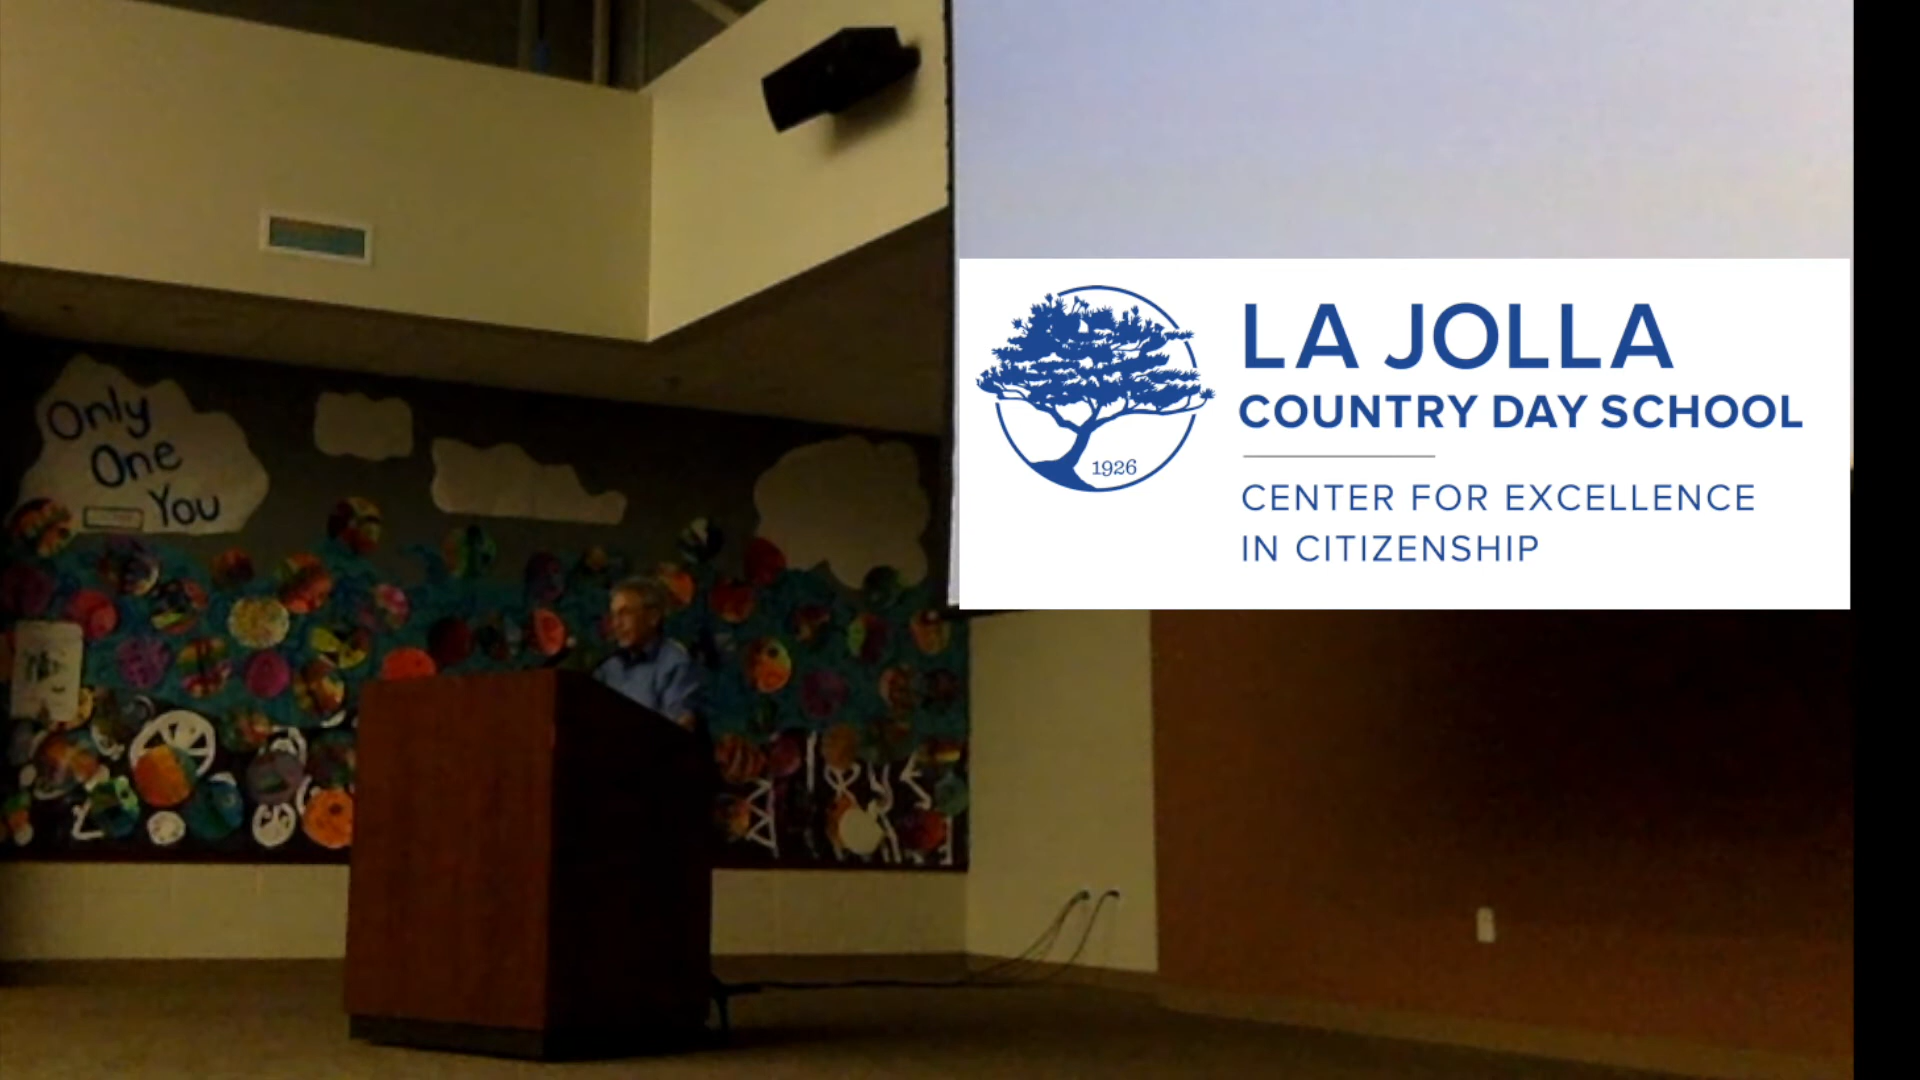 Only
One
You
LA JOLLA
COUNTRY DAY SCHOOL
1926
CENTER FOR EXCELLENCE
IN CITIZENSHIP